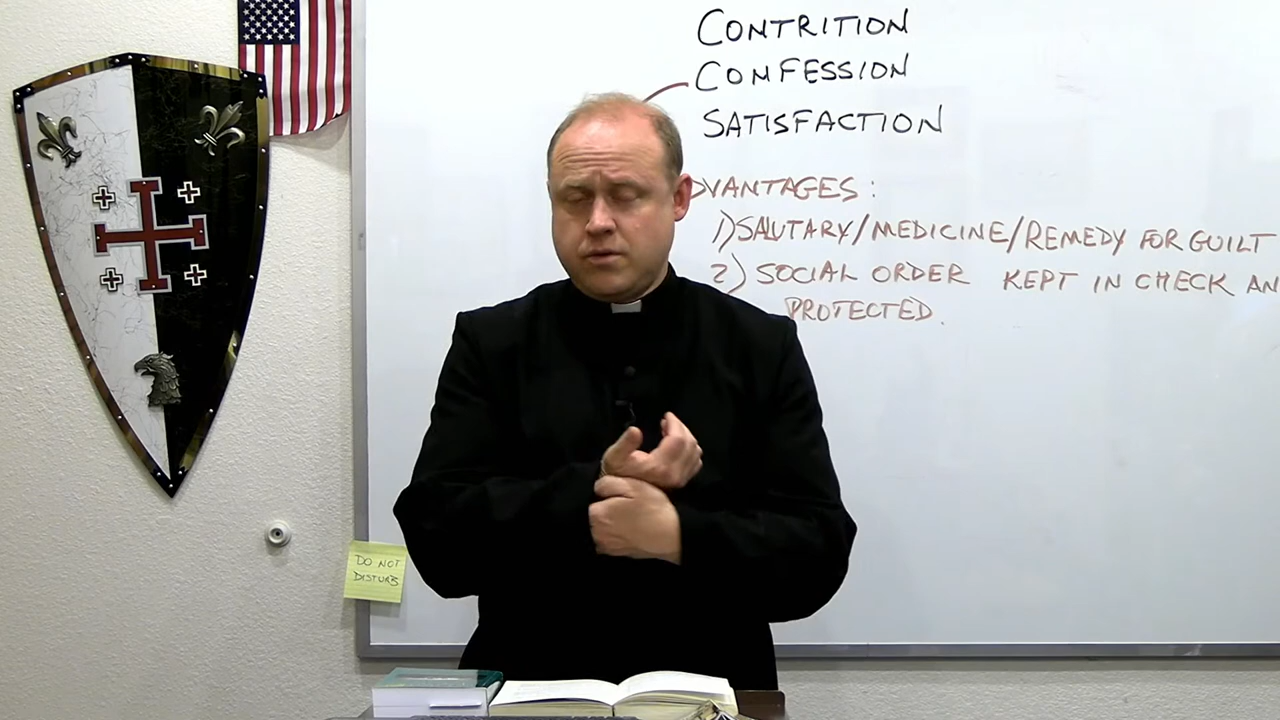 CONTRITION
CONFESSION
SATISFACTION
DVANTAGES:
1) SALUTARY/MEDICINE/REMEDY FOR GUILT
2) SOCIAL ORDER KEPT IN CHECK AN
PROTECTED.
DO NOT
DISTURB